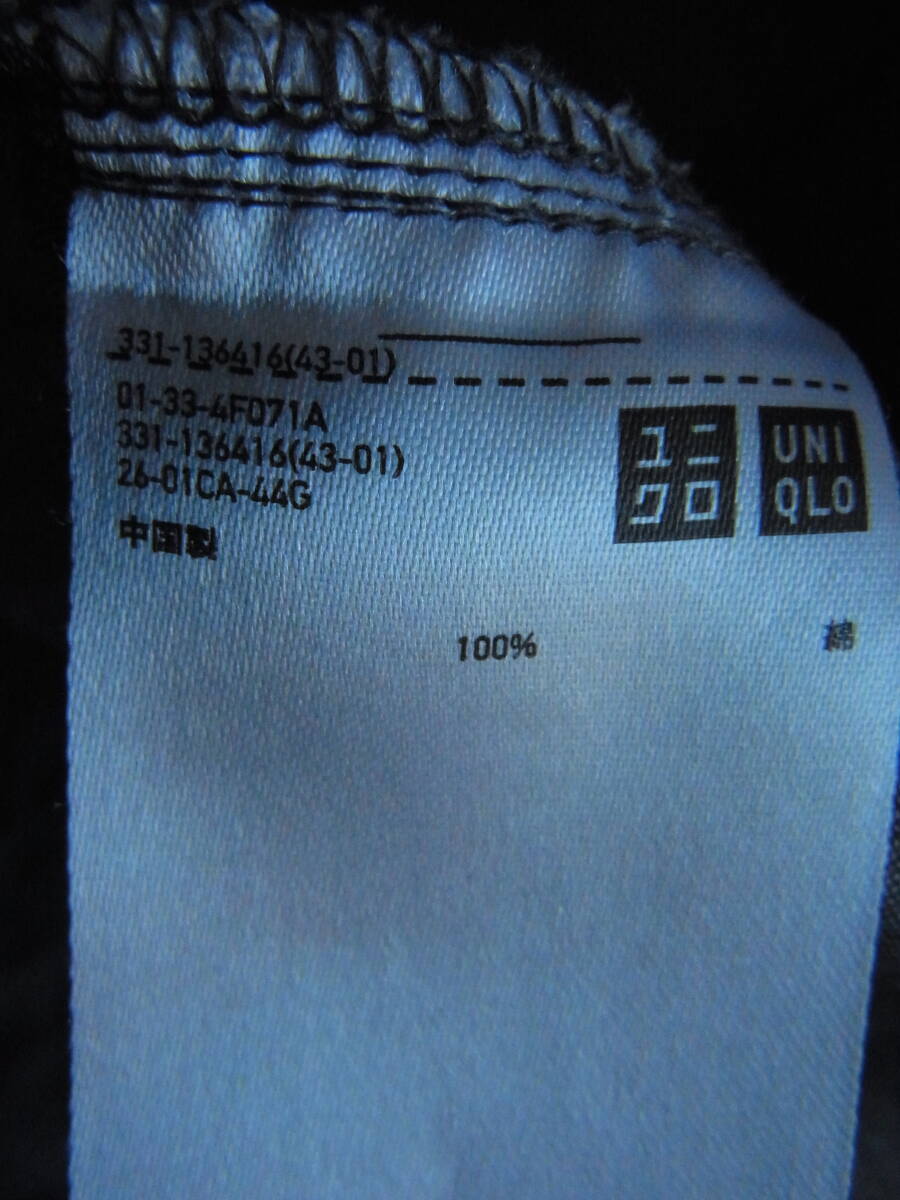 331-136416(43-01)
01-33-4F071A
331-136416(43-01)
26-01CA-44G
中国製
ユニ
クロ
UNI
QLO
100% 綿